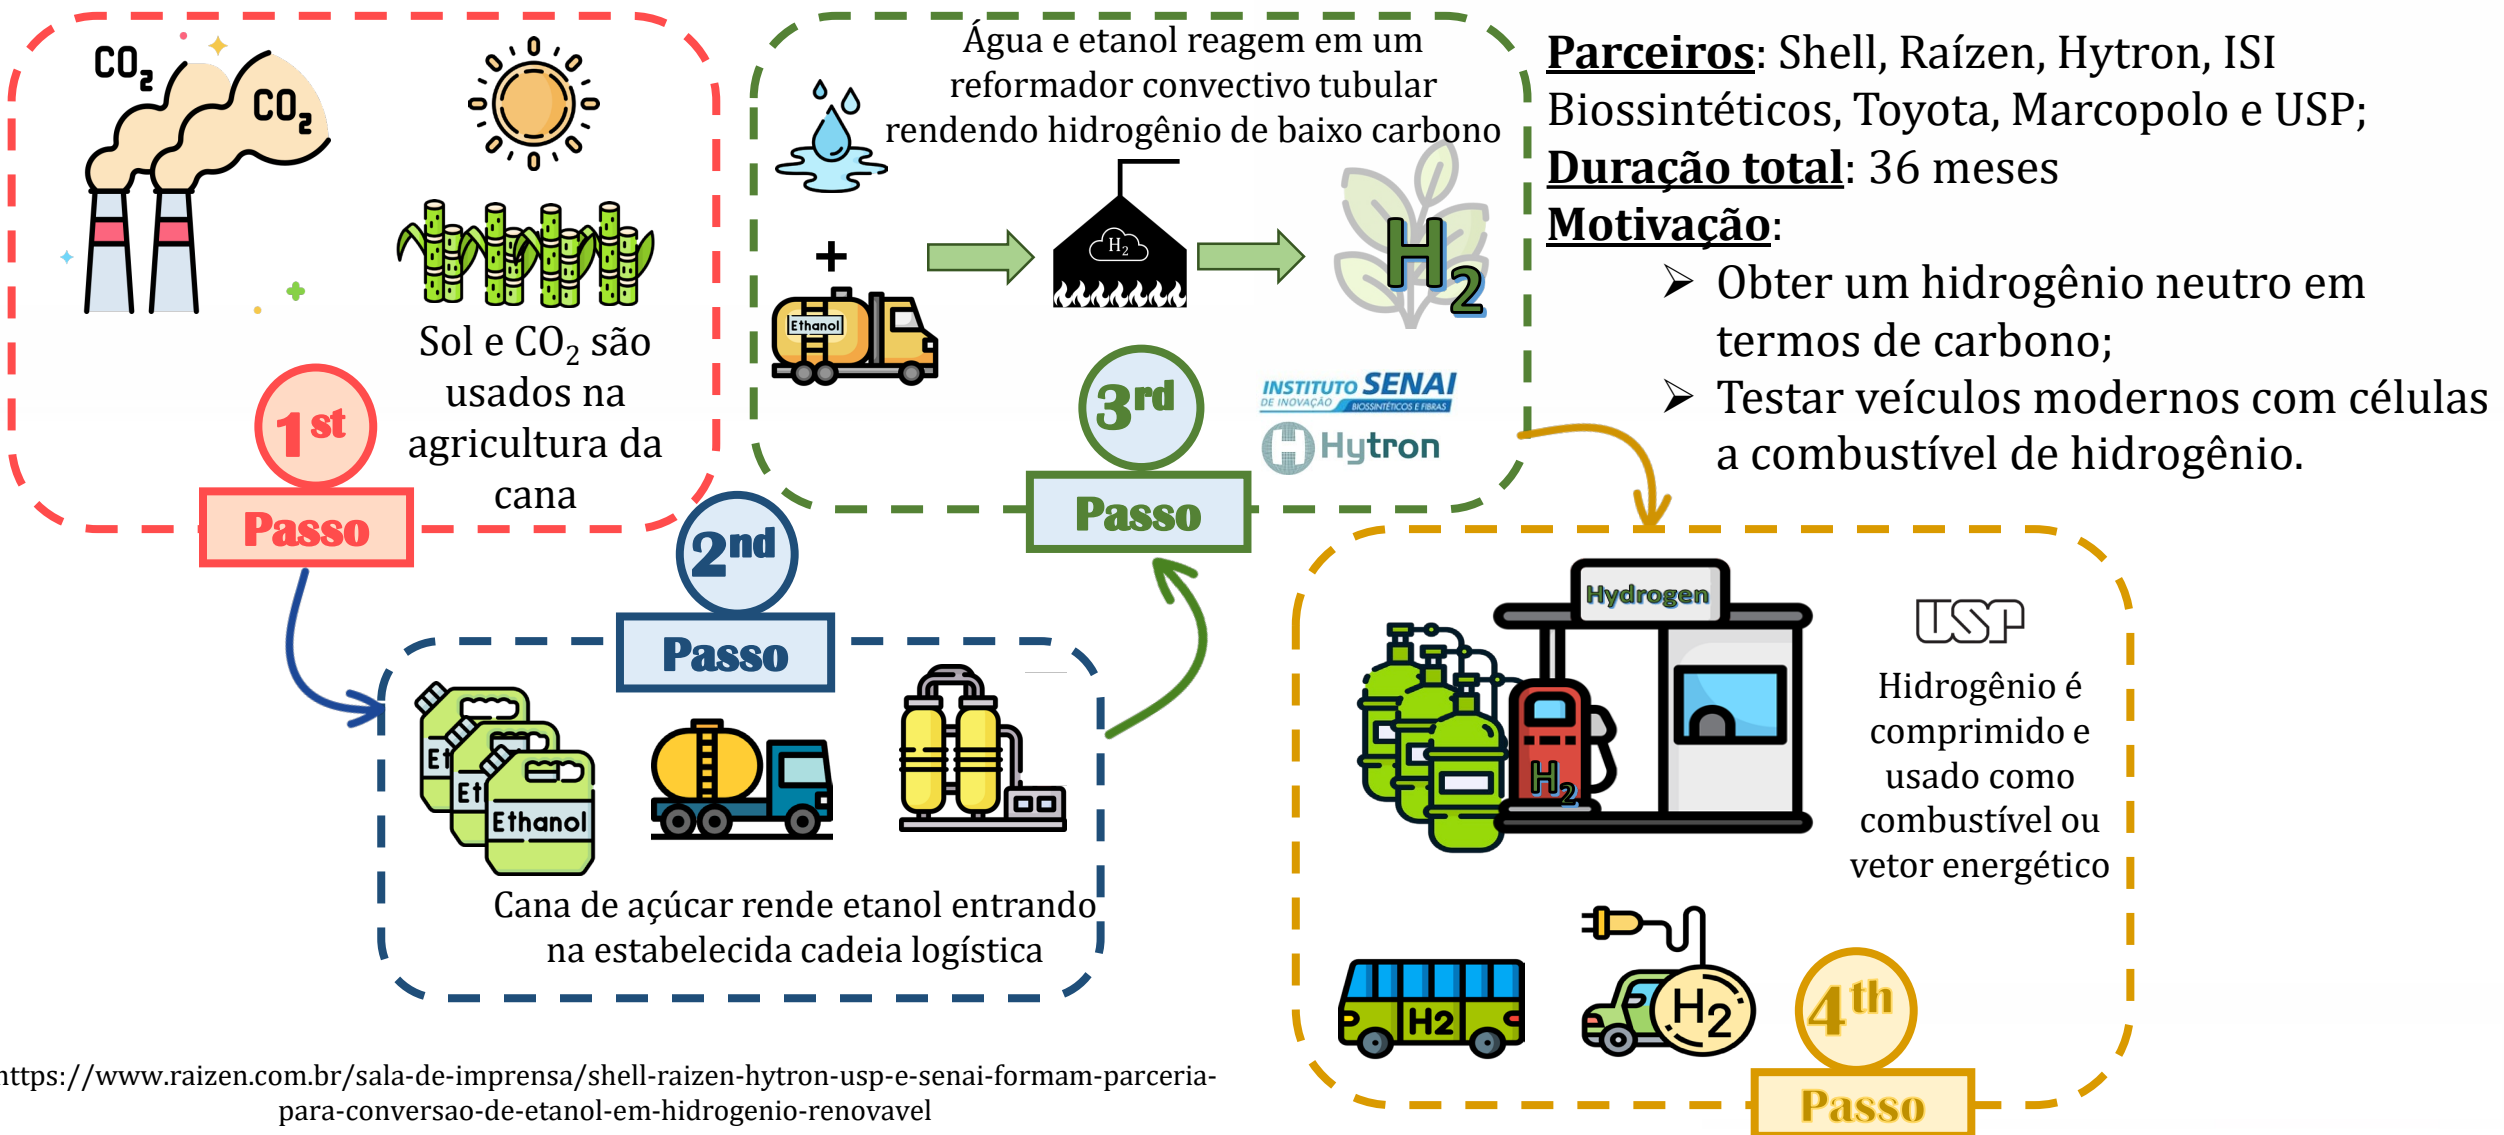 CO₂
CO₂
Sol e CO₂ são
usados na
agricultura da
cana
1st
Passo
2nd
Passo
Ethanol
Et
Et
Cana de açúcar rende etanol entrando
na estabelecida cadeia logística
Água e etanol reagem em um
reformador convectivo tubular
rendendo hidrogênio de baixo carbono
+
Ethanol
H₂
H₂
3rd
Passo
INSTITUTO SENAI
DE INOVAÇÃO BIOSSINTÉTICOS E FIBRAS
Hytron
Parceiros: Shell, Raízen, Hytron, ISI
Biossintéticos, Toyota, Marcopolo e USP;
Duração total: 36 meses
Motivação:
➢ Obter um hidrogênio neutro em
termos de carbono;
➢ Testar veículos modernos com células
a combustível de hidrogênio.
Hydrogen
H₂
USP
Hidrogênio é
comprimido e
usado como
combustível ou
vetor energético
H2
H2
4th
Passo
https://www.raizen.com.br/sala-de-imprensa/shell-raizen-hytron-usp-e-senai-formam-parceria-
para-conversao-de-etanol-em-hidrogenio-renovavel